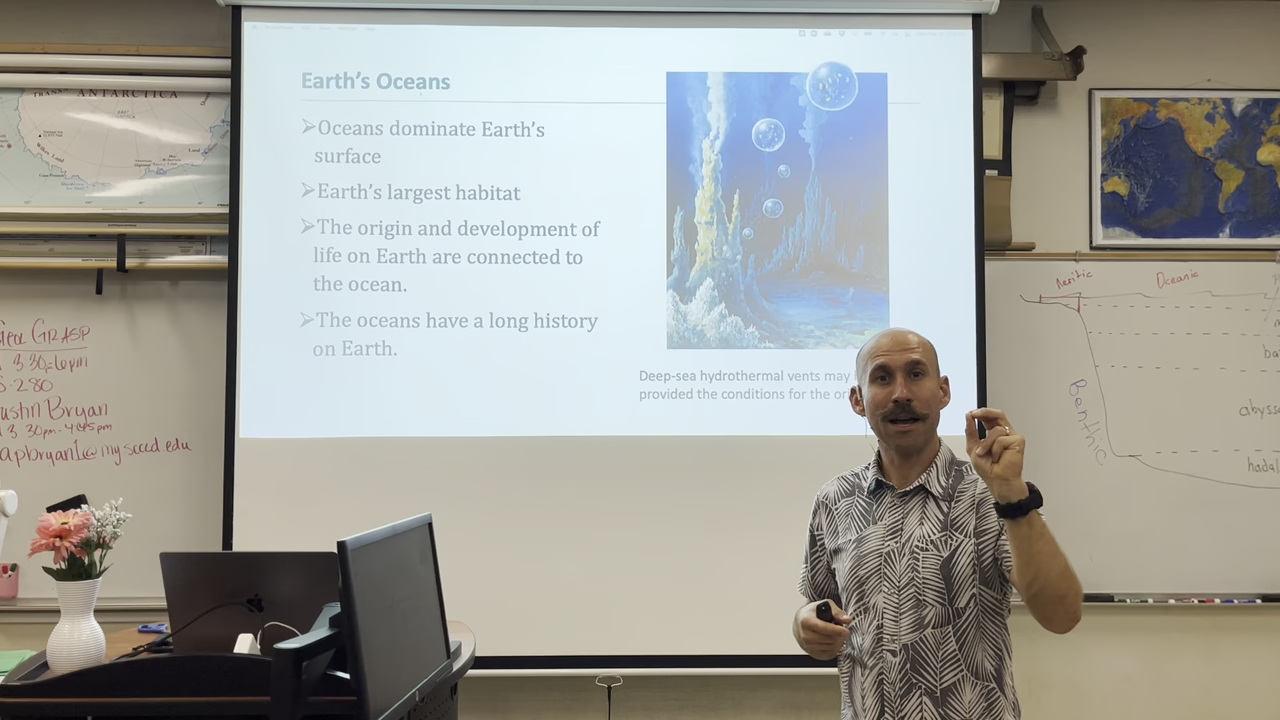 Earth's Oceans
➢Oceans dominate Earth's
surface
➢Earth's largest habitat
➢The origin and development of
life on Earth are connected to
the ocean.
➢The oceans have a long history
on Earth.
Deep-sea hydrothermal vents may
provided the conditions for the
ANTARCTICA
GRASP
3 30-6pm
280
Bryan
3 30pm-4:45pm
Neritic
Oceanic
Benthic
abyss
hadal